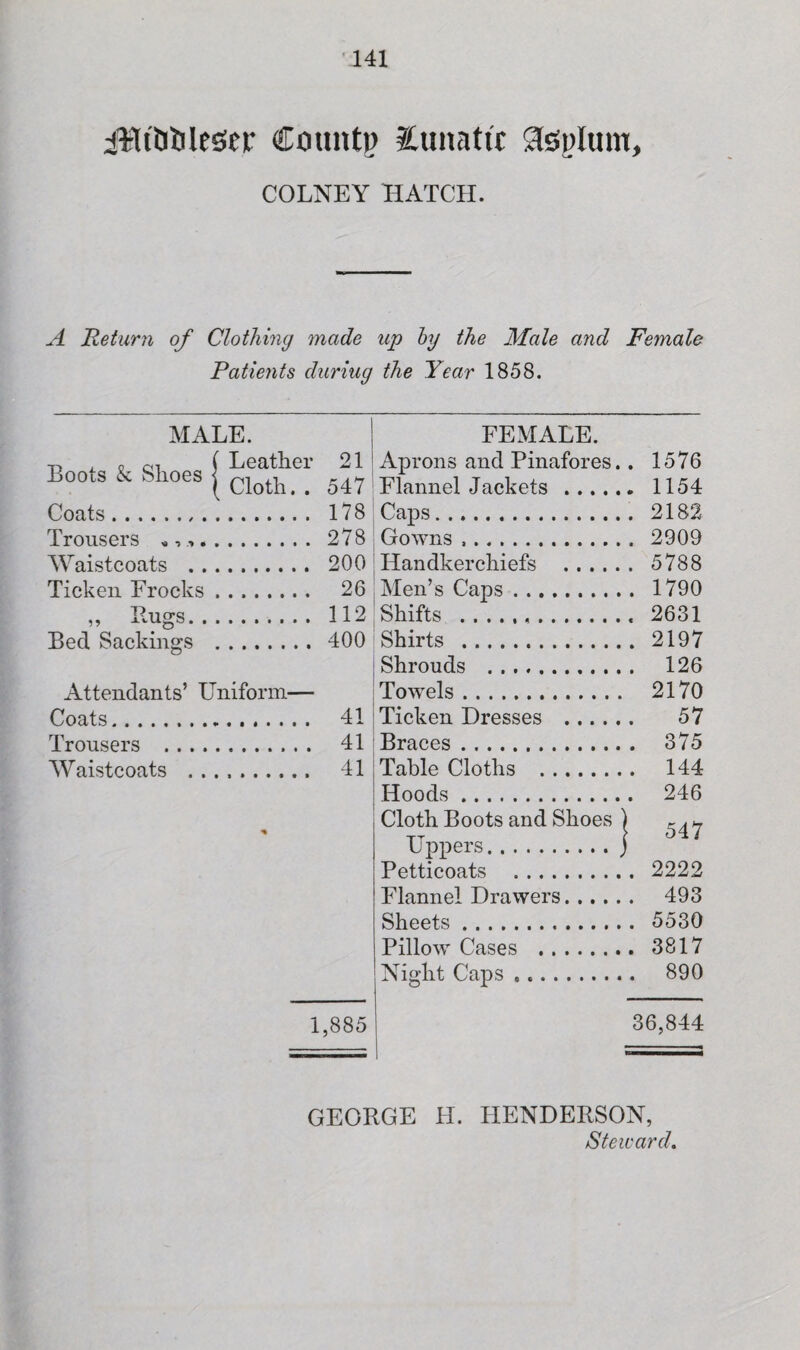 141
Middlesex County Lunatic Asylum,
COLNEY HATCH.
A Return of Clothing made up by the Male and Female
Patients duriug the Year 1858.
MALE.
Boots & Shoes { Leather 21
{ Cloth. . 547
Coats . . . . . . . . . . . . . . . . 178
Trousers . . . . . . . . . . . . . 278
Waistcoats . . . . . . . . . . 200
Ticken Frocks . . . . . . . . 26
,, Rugs. . . . . . . . . . . 112
Bed Sackings . . . . . . . . 400
Attendants’ Uniform—
Coats. . . . . . . . . . . . . . . . 41
Trousers . . . . . . . . . . . . 41
Waistcoats . . . . . . . . . . 41
1,885
FEMALE.
Aprons and Pinafores. . 1576
Flannel Jackets . . . . . . 1154
Caps. . . . . . . . . . . . . . . . 2182
Gowns . . . . . . . . . . . . . . 2909
Handkerchiefs . . . . . . 5788
Men’s Caps . . . . . . . . . . 1790
Shifts . . . . . . . . . . . . . . 2631
Shirts . . . . . . . . . . . . . . 2197
Shrouds . . . . . . . . . . . . 126
Towels . . . . . . . . . . . . . 2170
Ticken Dresses . . . . . . 57
Braces . . . . . . . . . . . . . . 375
Table Cloths . . . . . . . . 144
Hoods . . . . . . . . . . . . . . 246
Cloth Boots and Shoes }
Uppers. . . . . . . . . . . } 547
Petticoats . . . . . . . . . . 2222
Flannel Drawers. . . . . . 493
Sheets . . . . . . . . . . . . . . 5530
Pillow Cases . . . . . . . . 3817
Night Caps . . . . . . . . . . 890
36,844
GEORGE H. HENDERSON,
Steward.